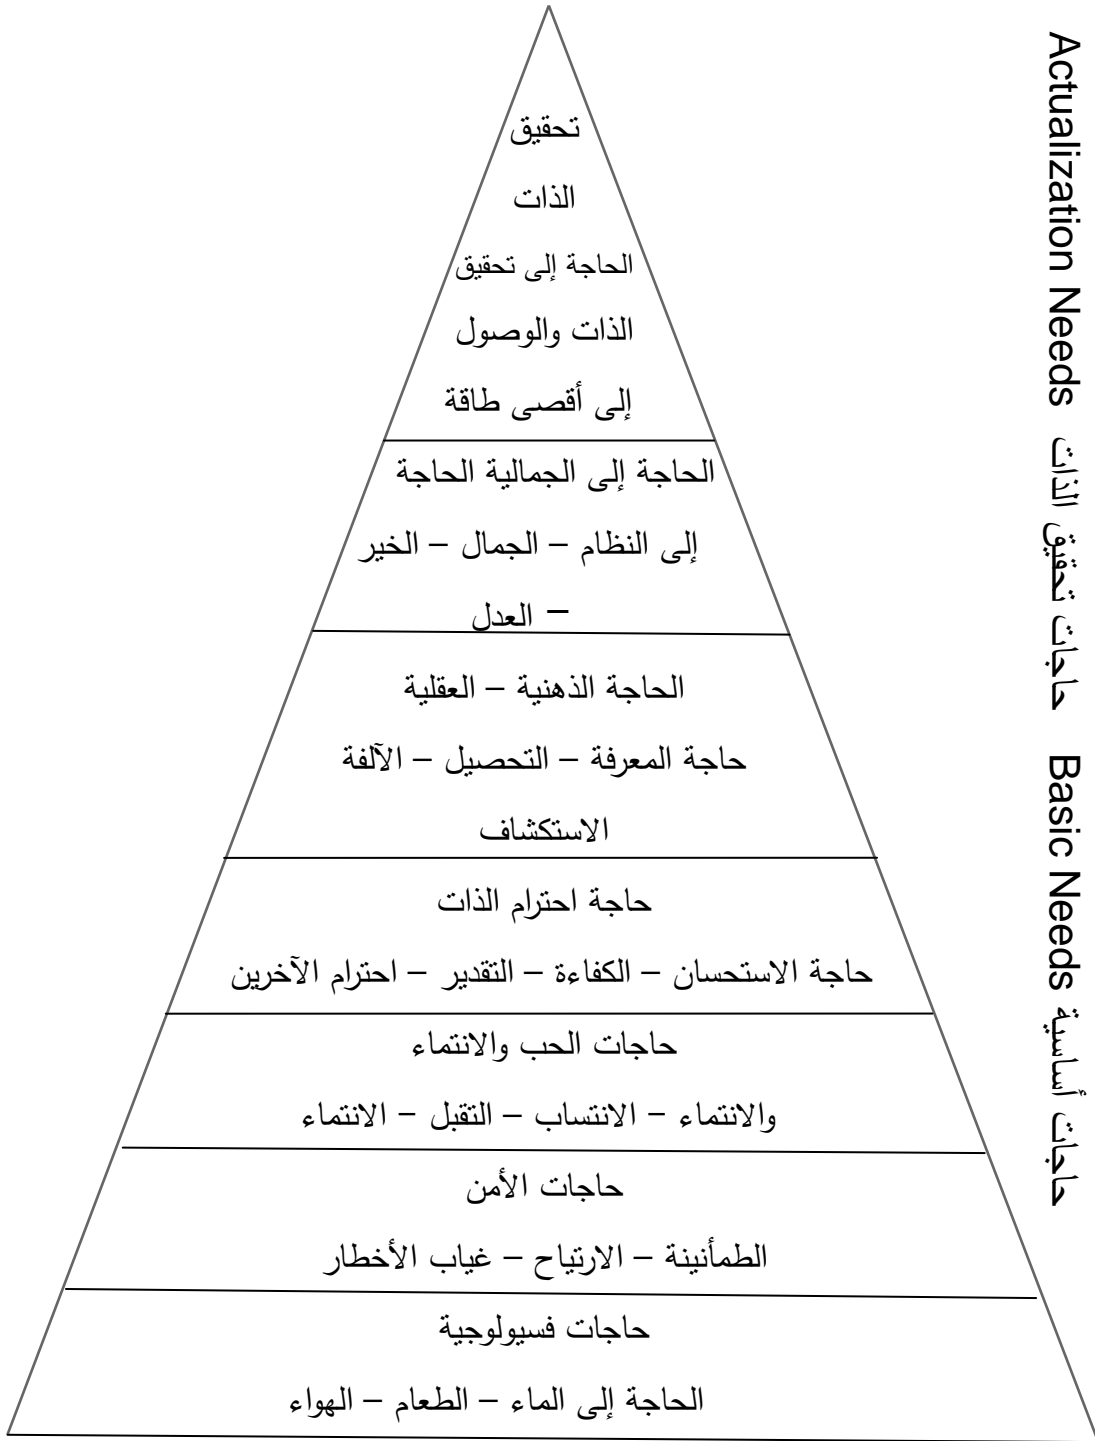 تحقيق
الذات
الحاجة إلى تحقيق
الذات والوصول
إلى أقصى طاقة
الحاجة إلى الجمالية الحاجة
إلى النظام – الجمال – الخير
– العدل
الحاجة الذهنية – العقلية
حاجة المعرفة – التحصيل – الآلفة
الاستكشاف
حاجة احترام الذات
حاجة الاستحسان – الكفاءة – التقدير – احترام الآخرين
حاجات الحب والانتماء
والانتماء – الانتساب – التقبل – الانتماء
حاجات الأمن
الطمأنينة – الارتياح – غياب الأخطار
حاجات فسيولوجية
الحاجة إلى الماء – الطعام – الهواء
Actualization Needs حاجات تحقيق الذات Basic Needs حاجات أساسية